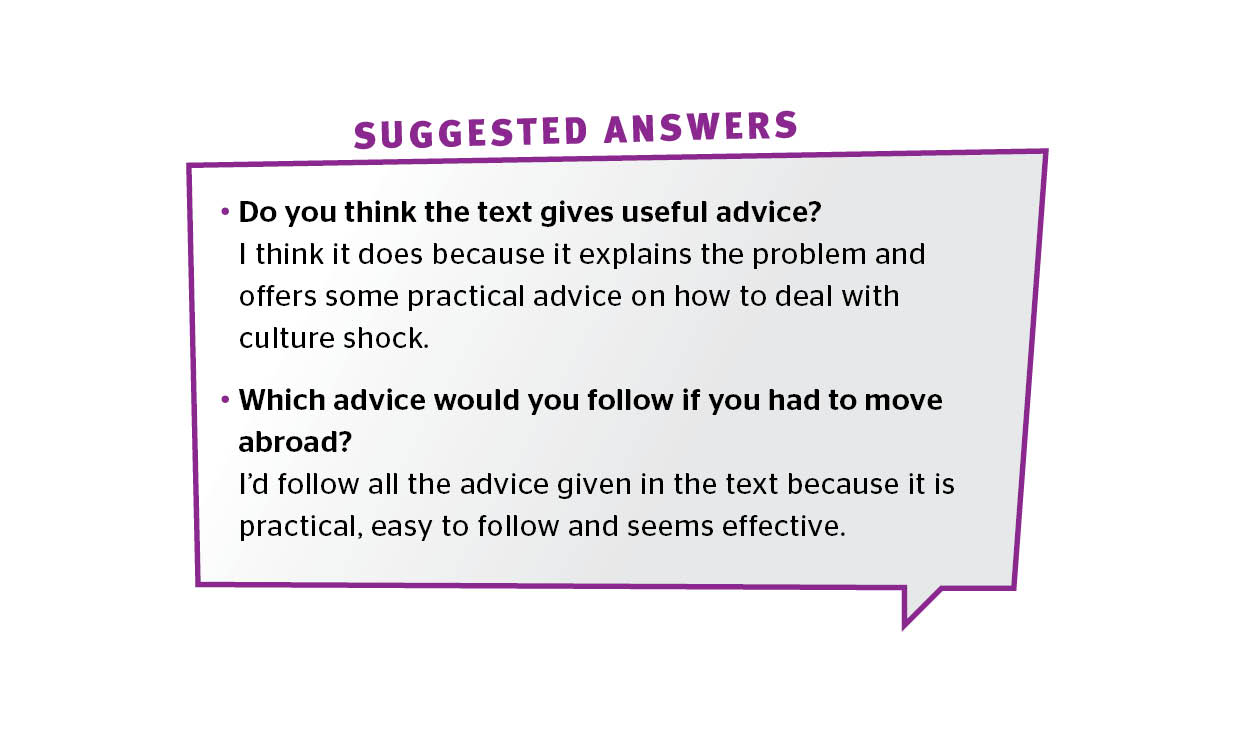 SUGGESTED ANSWERS
• Do you think the text gives useful advice?
I think it does because it explains the problem and
offers some practical advice on how to deal with
culture shock.
• Which advice would you follow if you had to move
abroad?
I’d follow all the advice given in the text because it is
practical, easy to follow and seems effective.